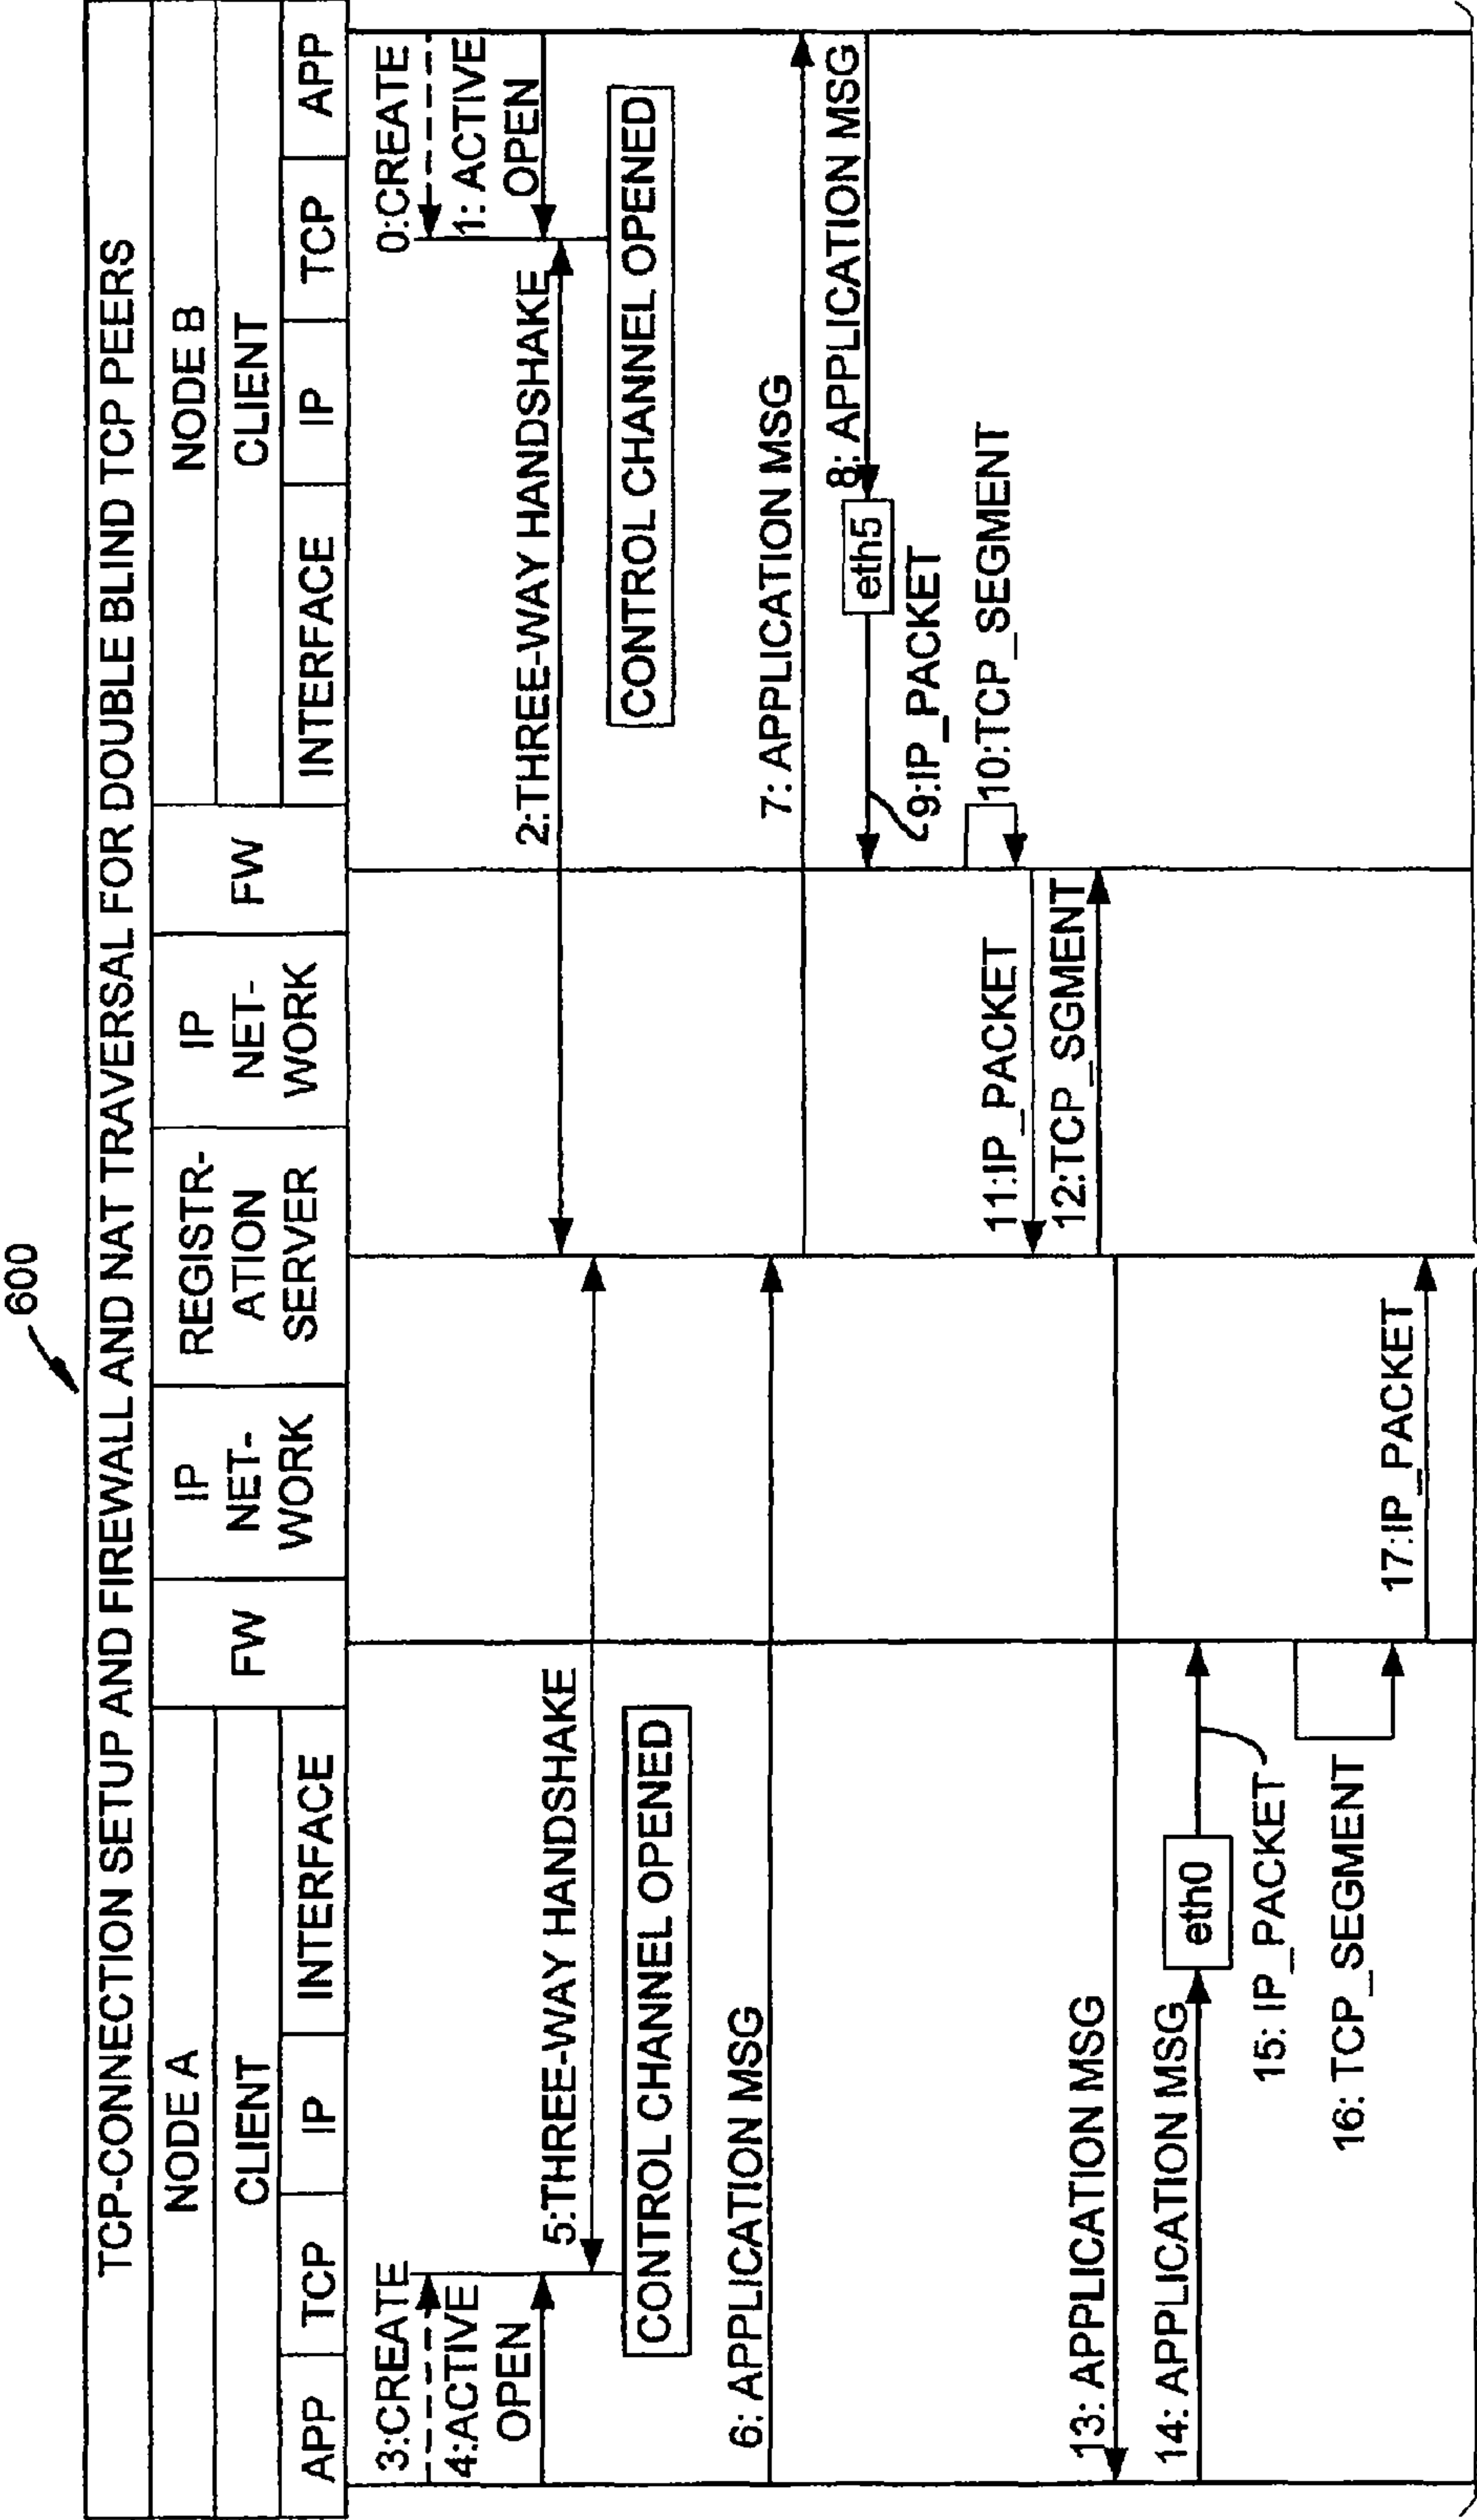 600
TCP-CONNECTION SETUP AND FIREWALL AND NAT TRAVERSAL FOR DOUBLE BLIND TCP PEERS
NODE A
CLIENT
APP
TCP
IP
INTERFACE
FW
IP
NET-
WORK
REGISTR-
ATION
SERVER
IP
NET-
WORK
FW
NODE B
CLIENT
INTERFACE
IP
TCP
APP
0:CREATE
1: ACTIVE
OPEN
2:THREE-WAY HANDSHAKE
CONTROL CHANNEL OPENED
3:CREATE
4:ACTIVE
OPEN
5:THREE-WAY HANDSHAKE
CONTROL CHANNEL OPENED
6: APPLICATION MSG
7: APPLICATION MSG
8: APPLICATION MSG
eth5
9:IP_PACKET
10:TCP_SEGMENT
11:IP_PACKET
12:TCP_SGMENT
13: APPLICATION MSG
14: APPLICATION MSG
eth0
15: IP_PACKET
16: TCP_SEGMENT
17:IP_PACKET